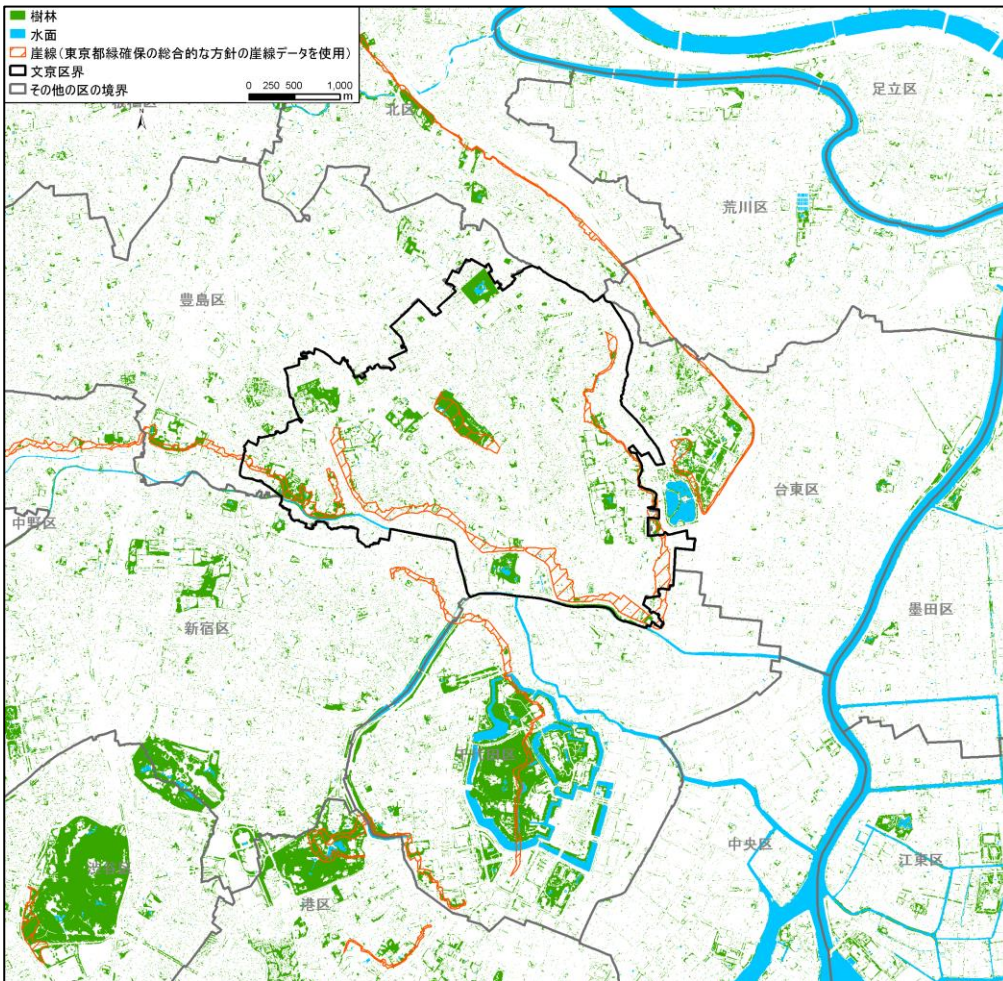 樹林
水面
崖線(東京都緑確保の総合的な方針の崖線データを使用)
文京区界
その他の区の境界
0 250 500 1,000
m
N
北区
足立区
荒川区
豊島区
台東区
中野区
新宿区
墨田区
中央区
江東区
港区